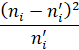 (nᵢ − nᵢ′)²
nᵢ′